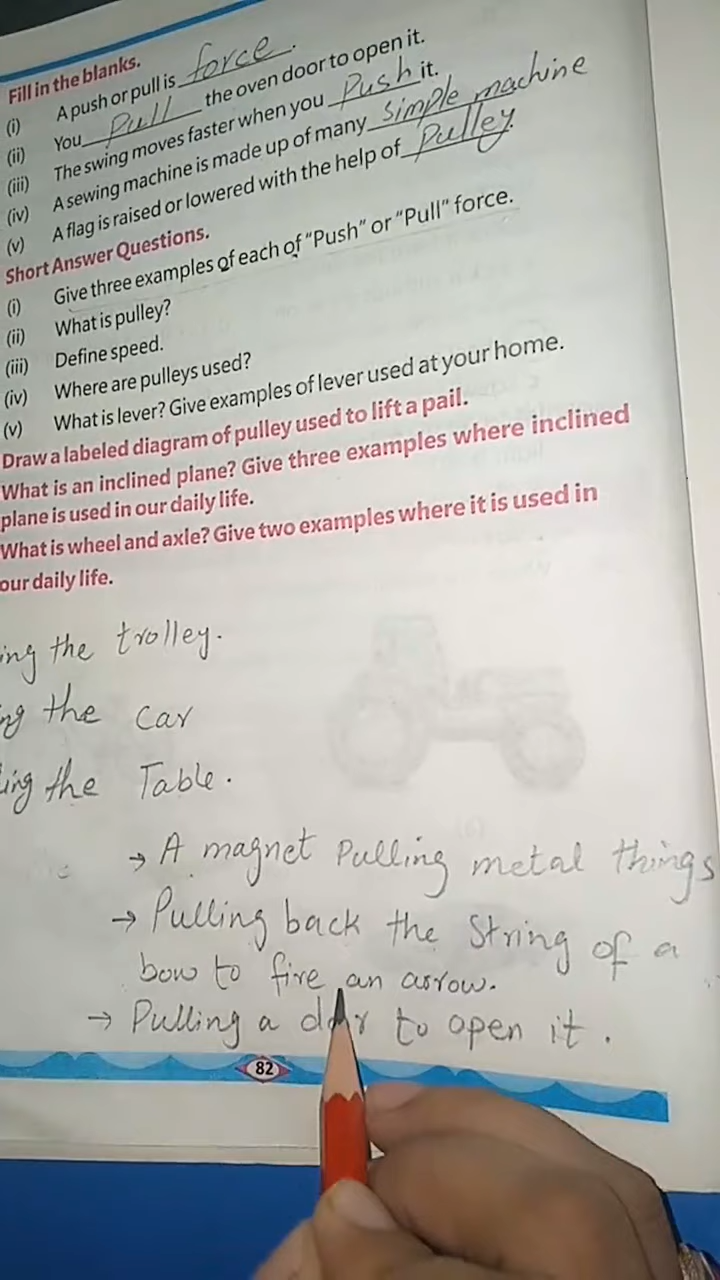 Fill in the blanks.
(i) A push or pull is force.
(ii) You Pull the oven door to open it.
(iii) The swing moves faster when you Push it.
(iv) A sewing machine is made up of many simple machine
(v) A flag is raised or lowered with the help of Pulley.
Short Answer Questions.
(i) Give three examples of each of "Push" or "Pull" force.
(ii) What is pulley?
(iii) Define speed.
(iv) Where are pulleys used?
(v) What is lever? Give examples of lever used at your home.
Draw a labeled diagram of pulley used to lift a pail.
What is an inclined plane? Give three examples where inclined
plane is used in our daily life.
What is wheel and axle? Give two examples where it is used in
our daily life.
ing the trolley.
ng the car
ing the Table.
→ A magnet Pulling metal things
→ Pulling back the String of a
bow to fire an arrow.
→ Pulling a door to open it.
82